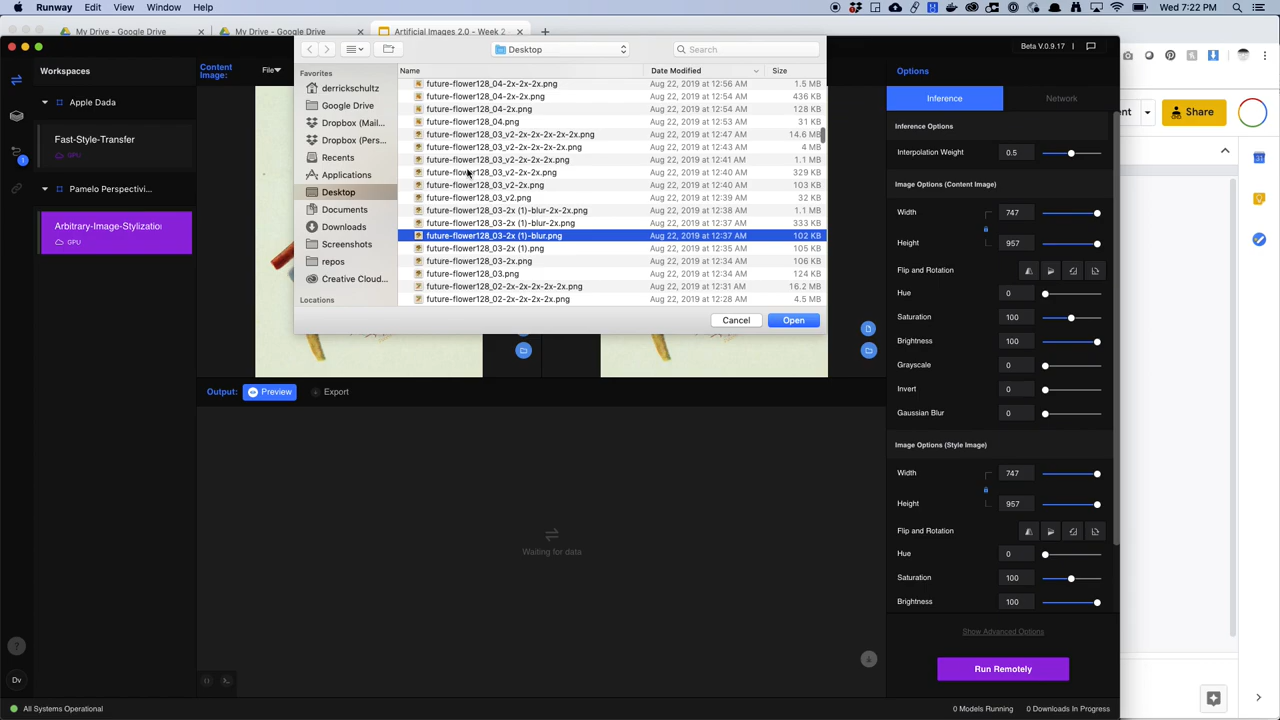 Runway Edit View Window Help Thu 7:22 PM
My Drive - Google Drive
My Drive - Google Drive
Artificial Images 2.0 - Week 2
Workspaces
Content Image:
File
Desktop
Search
Beta V.0.9.17
Options
Inference
Network
Share
Apple Dada
Fast-Style-Transfer
GPU
1
Pamelo Perspectivi...
Arbitrary-Image-Stylization
GPU
Favorites
derrickschultz
Google Drive
Dropbox (Mail...
Dropbox (Pers...
Recents
Applications
Desktop
Documents
Downloads
Screenshots
repos
Creative Cloud...
Locations
Name Date Modified Size
future-flower128_04-2x-2x-2x.png Aug 22, 2019 at 12:56 AM 1.5 MB
future-flower128_04-2x-2x.png Aug 22, 2019 at 12:54 AM 436 KB
future-flower128_04-2x.png Aug 22, 2019 at 12:54 AM 128 KB
future-flower128_04.png Aug 22, 2019 at 12:53 AM 31 KB
future-flower128_03_v2-2x-2x-2x-2x-2x.png Aug 22, 2019 at 12:47 AM 14.6 MB
future-flower128_03_v2-2x-2x-2x-2x.png Aug 22, 2019 at 12:43 AM 4 MB
future-flower128_03_v2-2x-2x-2x.png Aug 22, 2019 at 12:41 AM 1.1 MB
future-flower128_03_v2-2x-2x.png Aug 22, 2019 at 12:40 AM 329 KB
future-flower128_03_v2-2x.png Aug 22, 2019 at 12:40 AM 103 KB
future-flower128_03_v2.png Aug 22, 2019 at 12:39 AM 32 KB
future-flower128_03-2x (1)-blur-2x-2x.png Aug 22, 2019 at 12:38 AM 1.1 MB
future-flower128_03-2x (1)-blur-2x.png Aug 22, 2019 at 12:37 AM 333 KB
future-flower128_03-2x (1)-blur.png Aug 22, 2019 at 12:37 AM 102 KB
future-flower128_03-2x (1).png Aug 22, 2019 at 12:35 AM 105 KB
future-flower128_03-2x.png Aug 22, 2019 at 12:34 AM 106 KB
future-flower128_03.png Aug 22, 2019 at 12:34 AM 124 KB
future-flower128_02-2x-2x-2x-2x.png Aug 22, 2019 at 12:31 AM 16.2 MB
future-flower128_02-2x-2x-2x.png Aug 22, 2019 at 12:28 AM 4.5 MB
Cancel
Open
Inference Options
Interpolation Weight 0.5
Image Options (Content Image)
Width 747
Height 957
Flip and Rotation
Hue 0
Saturation 100
Brightness 100
Grayscale 0
Invert 0
Gaussian Blur 0
Image Options (Style Image)
Width 747
Height 957
Flip and Rotation
Hue 0
Saturation 100
Brightness 100
Show Advanced Options
Run Remotely
Output: Preview Export
Waiting for data
?
Dv
All Systems Operational
0 Models Running 0 Downloads In Progress